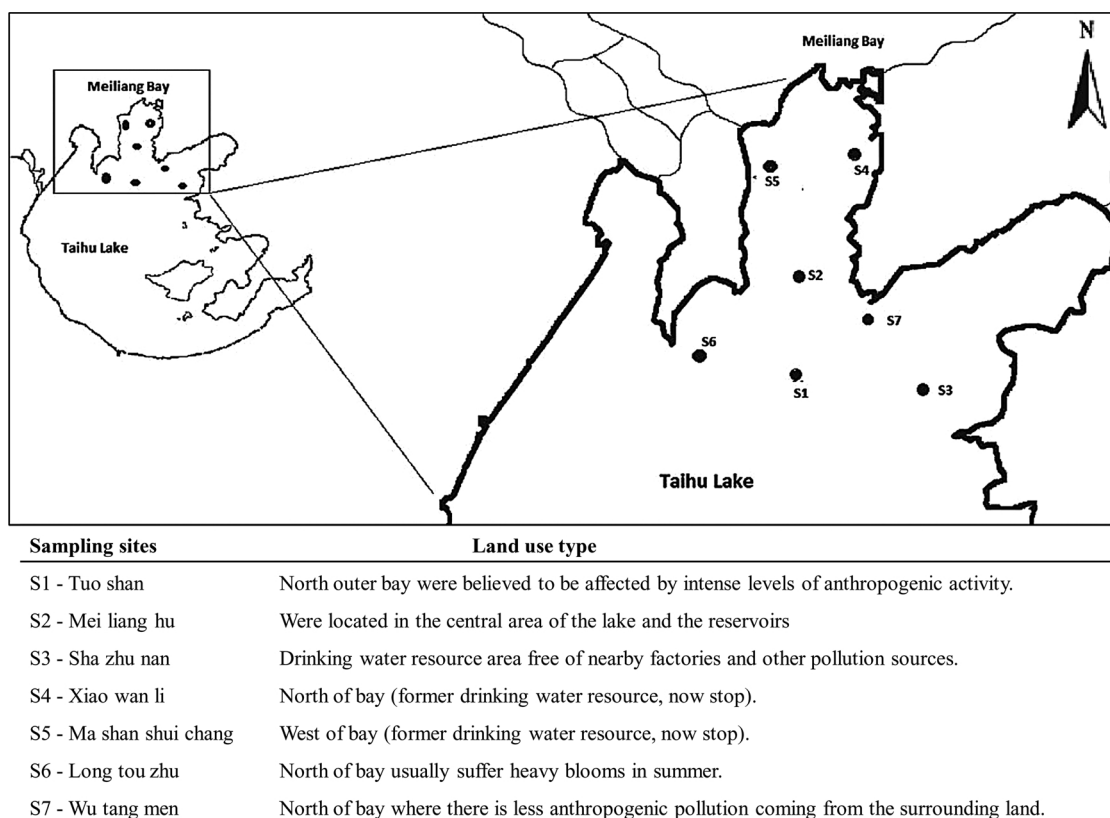 Meiliang Bay
Taihu Lake
Meiliang Bay
N
S5
S4
S2
S7
S6
S1
S3
Taihu Lake
Sampling sites Land use type
S1 - Tuo shan North outer bay were believed to be affected by intense levels of anthropogenic activity.
S2 - Mei liang hu Were located in the central area of the lake and the reservoirs
S3 - Sha zhu nan Drinking water resource area free of nearby factories and other pollution sources.
S4 - Xiao wan li North of bay (former drinking water resource, now stop).
S5 - Ma shan shui chang West of bay (former drinking water resource, now stop).
S6 - Long tou zhu North of bay usually suffer heavy blooms in summer.
S7 - Wu tang men North of bay where there is less anthropogenic pollution coming from the surrounding land.